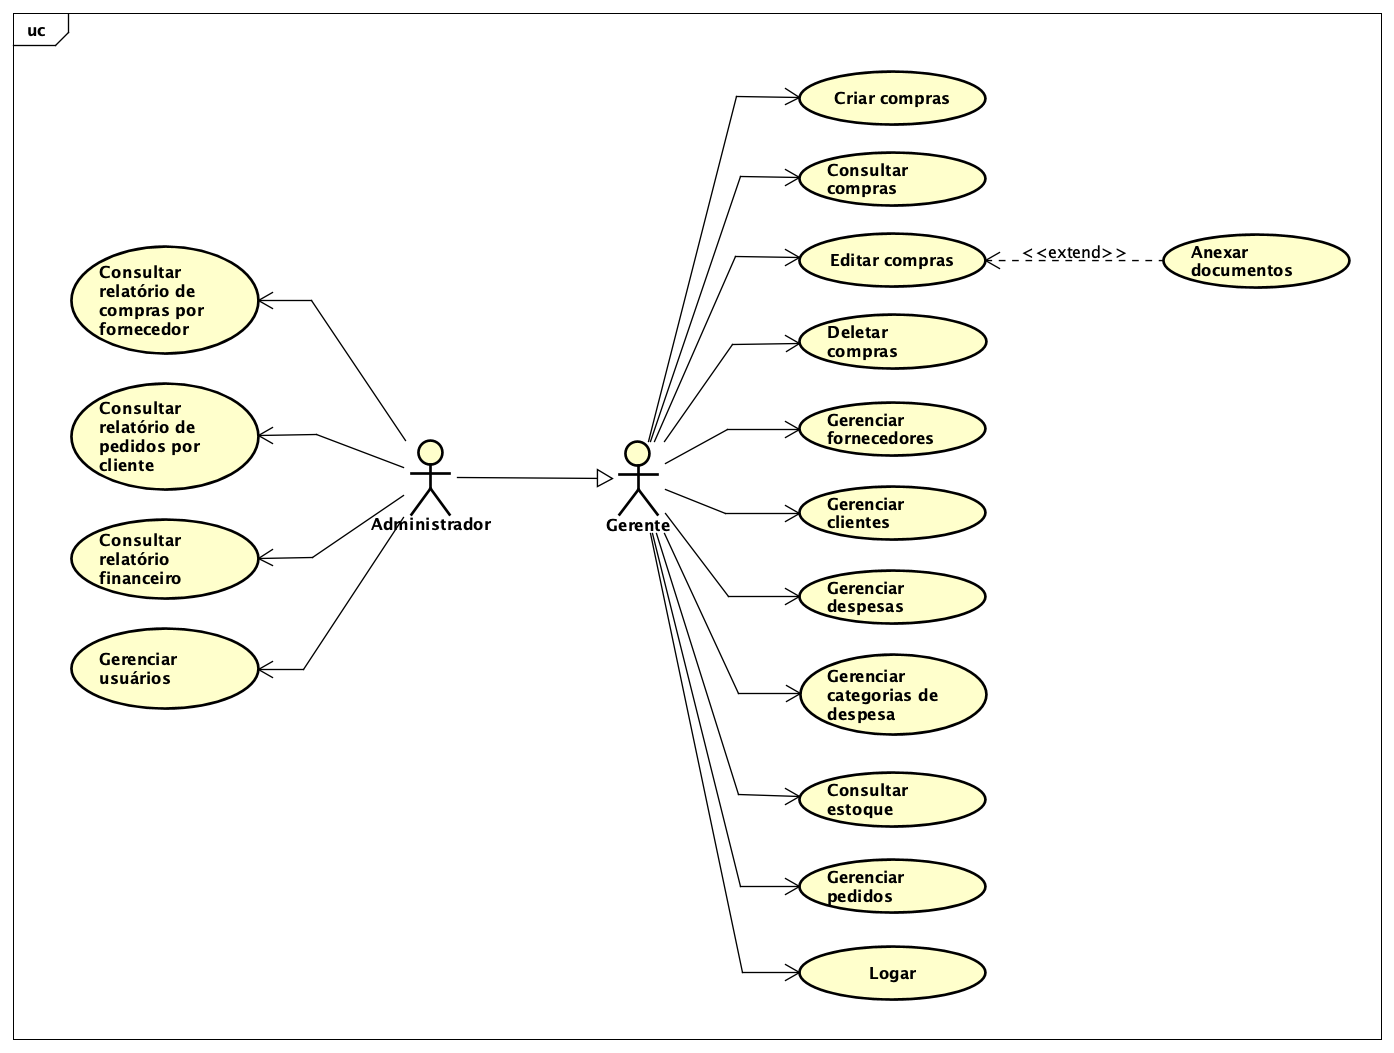 uc
Criar compras
Consultar
compras
Editar compras
<<extend>>
Anexar
documentos
Deletar
compras
Gerenciar
fornecedores
Gerenciar
clientes
Gerenciar
despesas
Gerenciar
categorias de
despesa
Consultar
estoque
Gerenciar
pedidos
Logar
Consultar
relatório de
compras por
fornecedor
Consultar
relatório de
pedidos por
cliente
Consultar
relatório
financeiro
Gerenciar
usuários
Administrador
Gerente